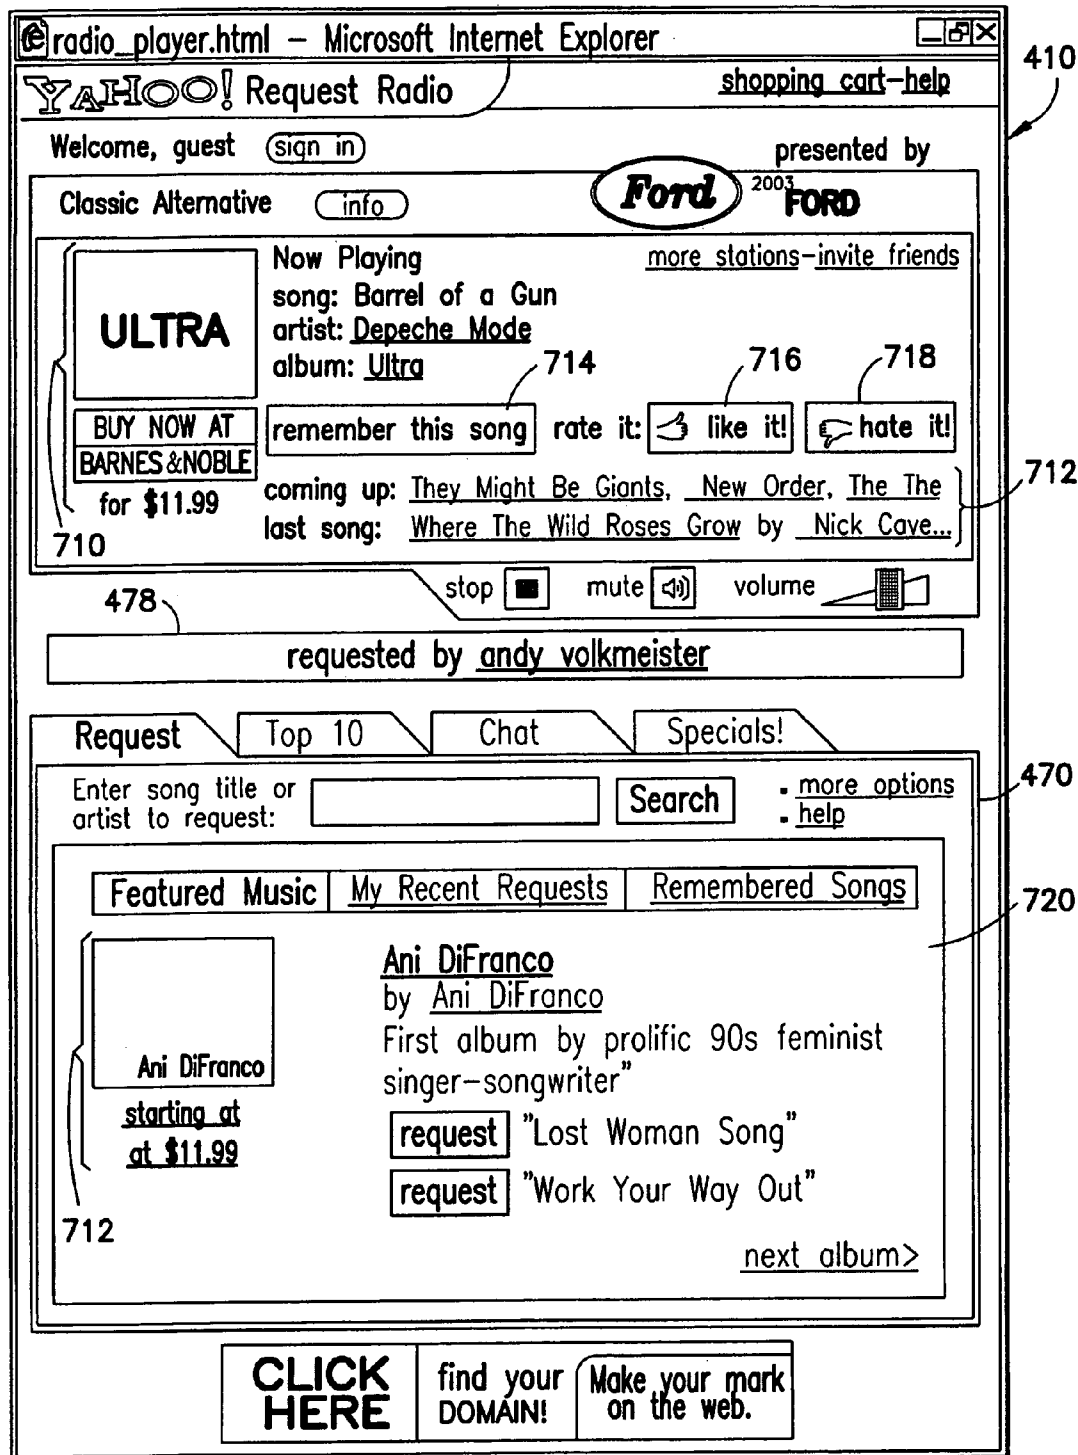 radio_player.html – Microsoft Internet Explorer
410
YAHOO! Request Radio
shopping cart-help
Welcome, guest
sign in
presented by
Classic Alternative
info
Ford
2003 FORD
ULTRA
Now Playing
more stations-invite friends
song: Barrel of a Gun
artist: Depeche Mode
album: Ultra
714
716
718
BUY NOW AT
BARNES&NOBLE
for $11.99
remember this song
rate it:
like it!
hate it!
coming up: They Might Be Giants, New Order, The The
last song: Where The Wild Roses Grow by Nick Cave...
712
710
stop
mute
volume
478
requested by andy volkmeister
Request
Top 10
Chat
Specials!
Enter song title or
artist to request:
Search
more options
help
470
Featured Music
My Recent Requests
Remembered Songs
720
Ani DiFranco
Ani DiFranco
by Ani DiFranco
First album by prolific 90s feminist
singer-songwriter"
starting at
at $11.99
request "Lost Woman Song"
request "Work Your Way Out"
712
next album>
CLICK
HERE
find your
DOMAIN!
Make your mark
on the web.